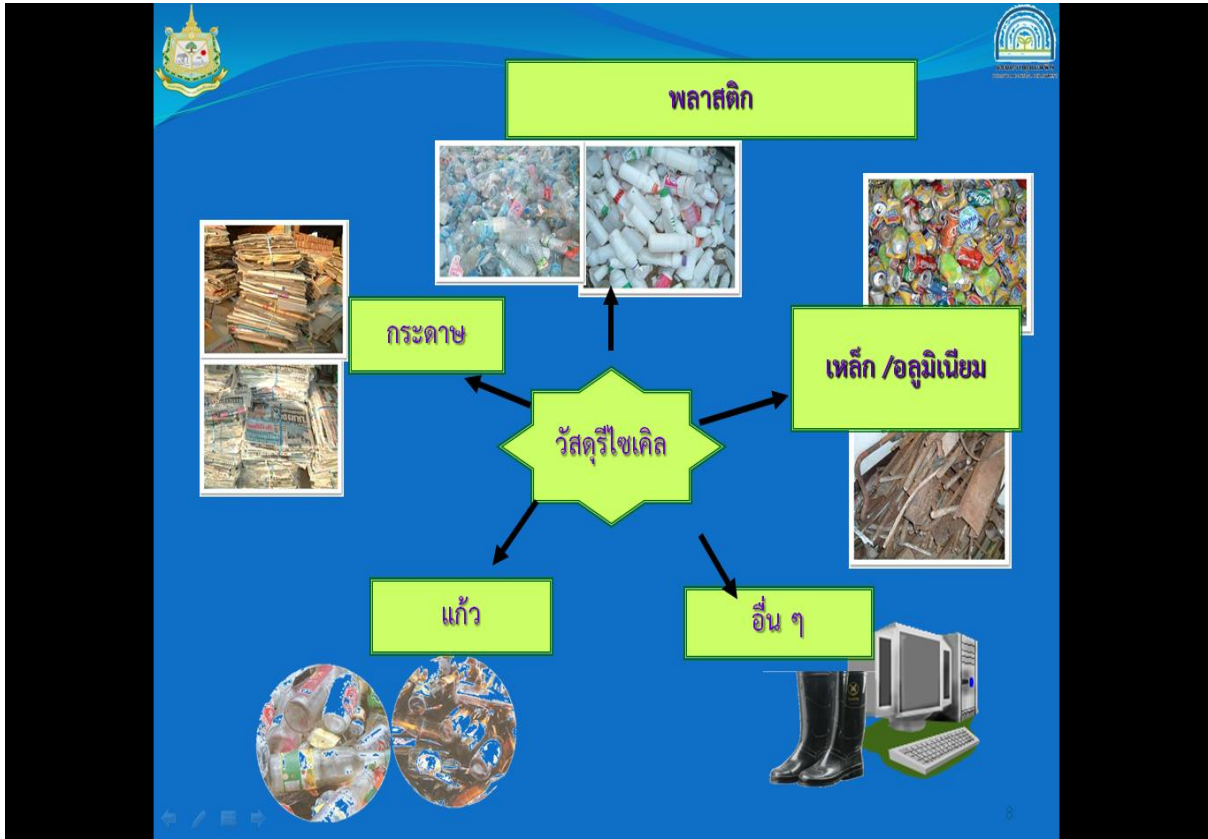 พลาสติก
กระดาษ
เหล็ก /อลูมิเนียม
วัสดุรีไซเคิล
แก้ว
อื่น ๆ
8